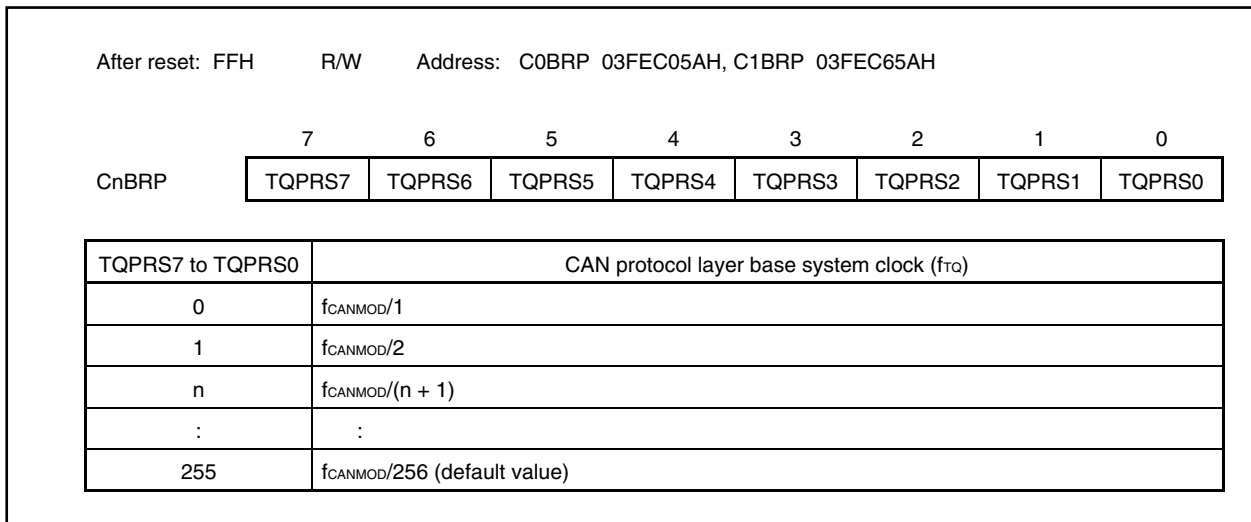 After reset: FFH R/W Address: C0BRP 03FEC05AH, C1BRP 03FEC65AH
7 6 5 4 3 2 1 0
CnBRP TQPRS7 TQPRS6 TQPRS5 TQPRS4 TQPRS3 TQPRS2 TQPRS1 TQPRS0
TQPRS7 to TQPRS0 CAN protocol layer base system clock (fTQ)
0 fCANMOD/1
1 fCANMOD/2
n fCANMOD/(n + 1)
: :
255 fCANMOD/256 (default value)